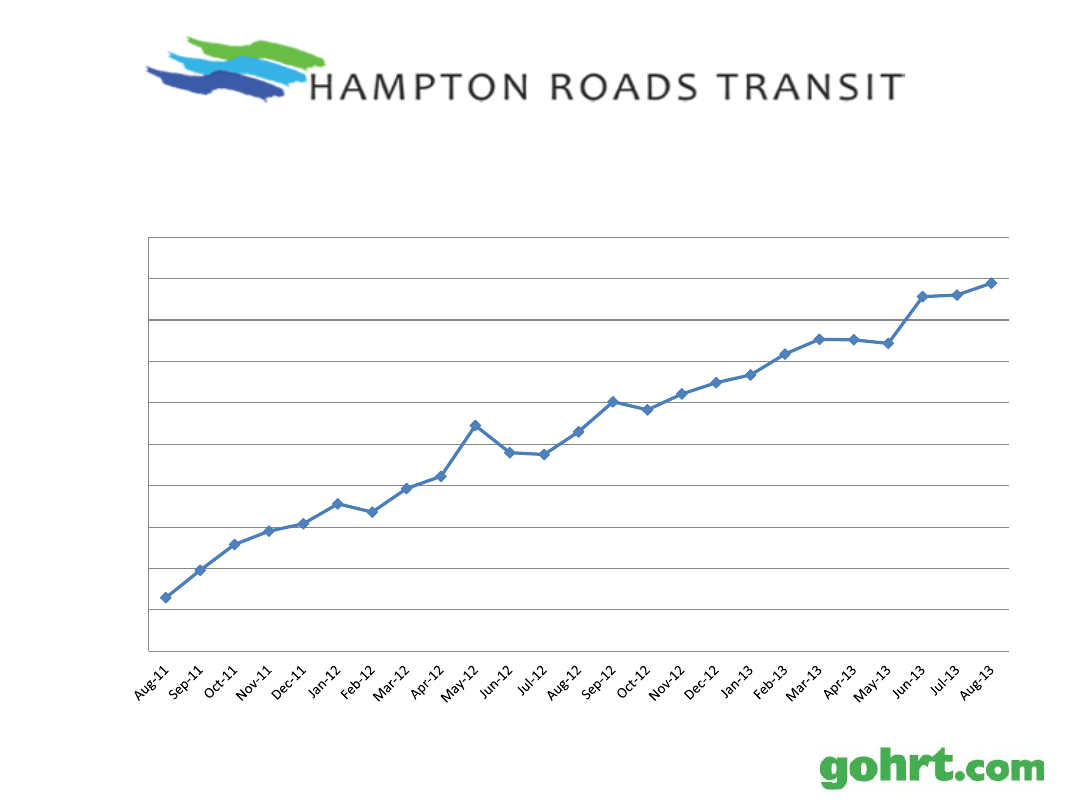 HAMPTON ROADS TRANSIT
Aug-11 Sep-11 Oct-11 Nov-11 Dec-11 Jan-12 Feb-12 Mar-12 Apr-12 May-12 Jun-12 Jul-12 Aug-12 Sep-12 Oct-12 Nov-12 Dec-12 Jan-13 Feb-13 Mar-13 Apr-13 May-13 Jun-13 Jul-13 Aug-13
gohrt.com